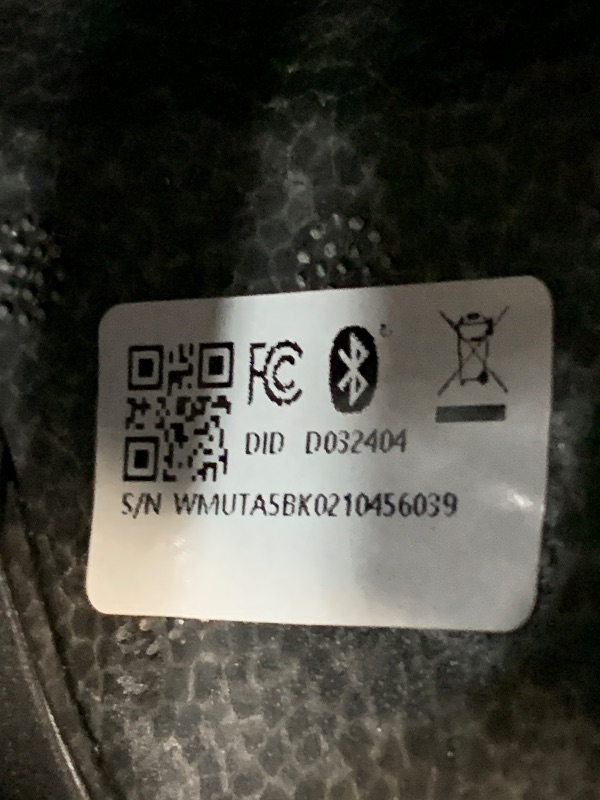 FC
DID D032404
S/N WMUTA5BK0210456039